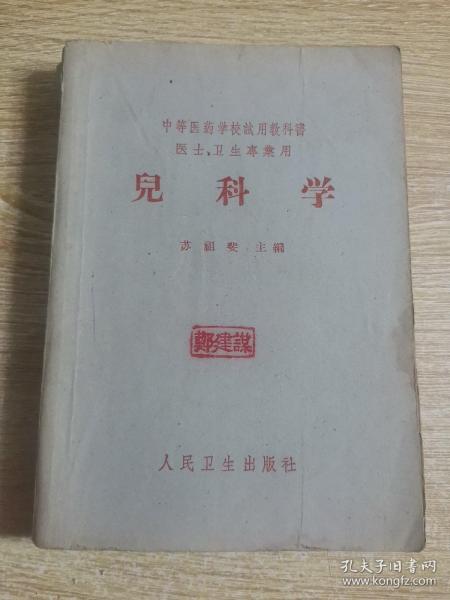 中等医药学校试用教科書
医士、卫生專業用
兒科学
苏祖斐 主編
鄭建謀
人民卫生出版社
孔夫子旧书网
www.kongfz.com